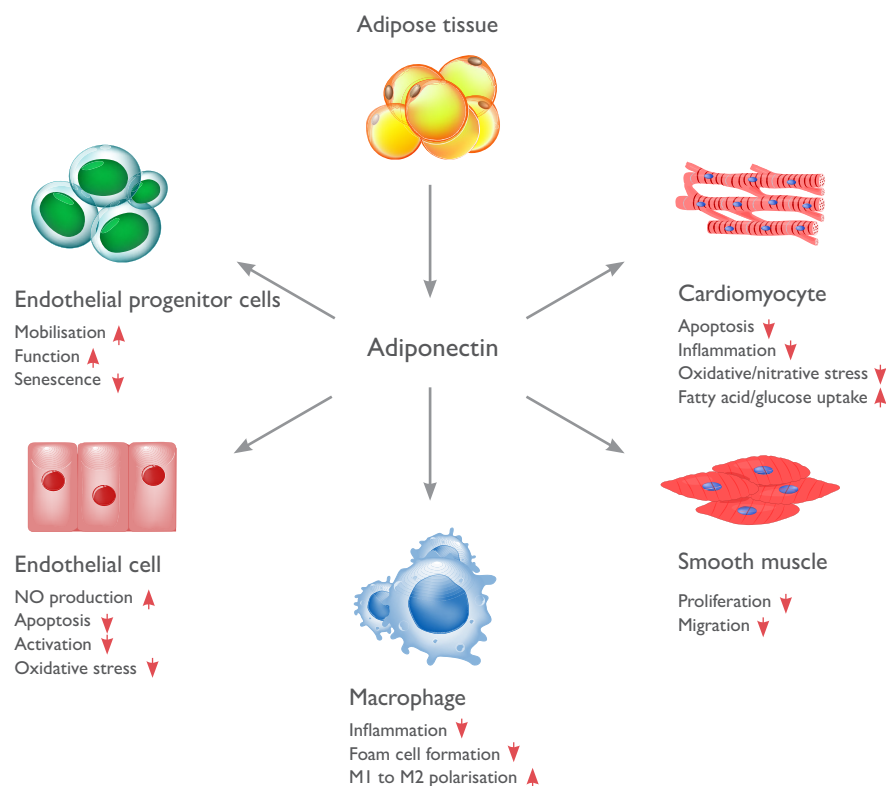 Adipose tissue
Endothelial progenitor cells
Mobilisation
Function
Senescence
Adiponectin
Cardiomyocyte
Apoptosis
Inflammation
Oxidative/nitrative stress
Fatty acid/glucose uptake
Endothelial cell
NO production
Apoptosis
Activation
Oxidative stress
Macrophage
Inflammation
Foam cell formation
M1 to M2 polarisation
Smooth muscle
Proliferation
Migration